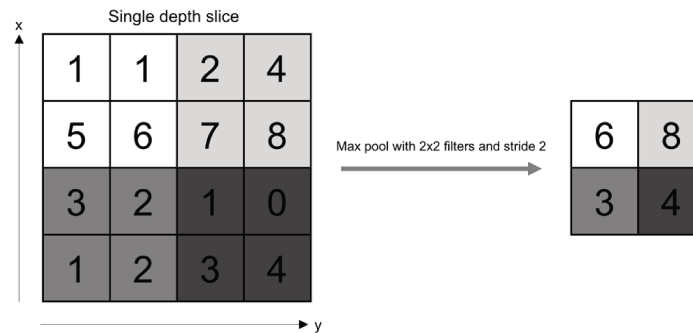 Single depth slice
x
1 1 2 4
5 6 7 8
3 2 1 0
1 2 3 4
y
Max pool with 2x2 filters and stride 2
6 8
3 4